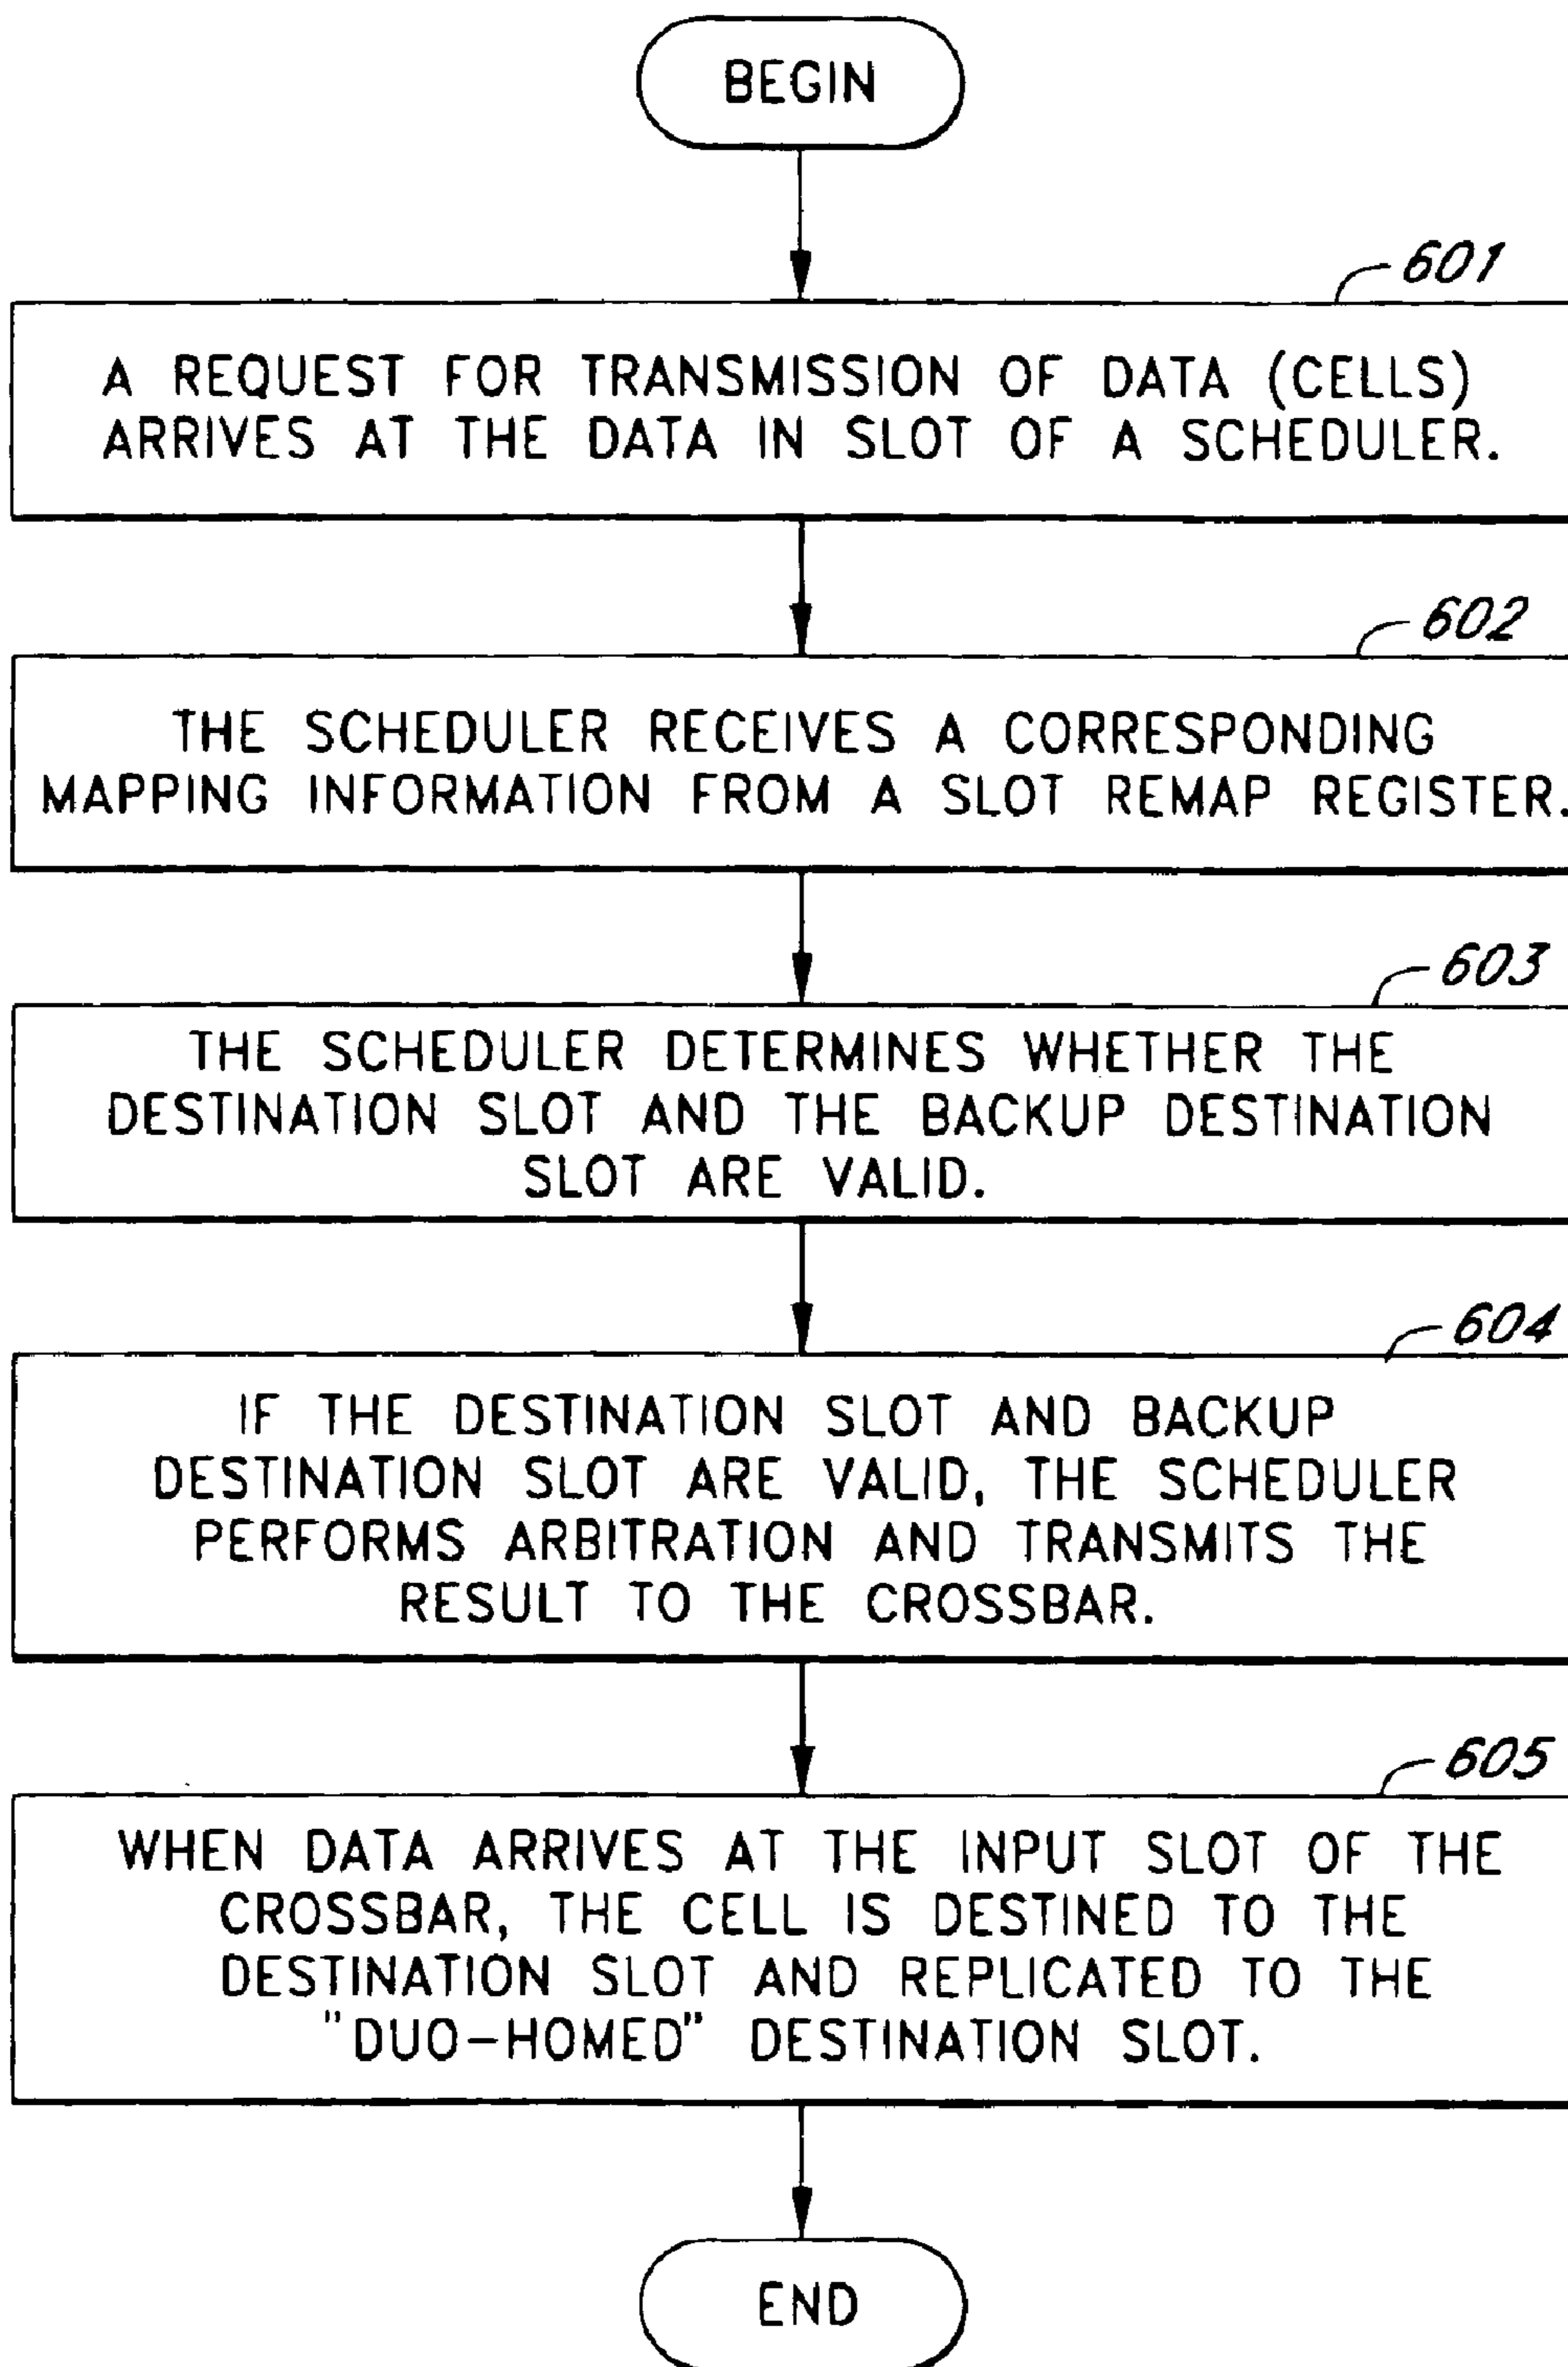 BEGIN
601
A REQUEST FOR TRANSMISSION OF DATA (CELLS)
ARRIVES AT THE DATA IN SLOT OF A SCHEDULER.
602
THE SCHEDULER RECEIVES A CORRESPONDING
MAPPING INFORMATION FROM A SLOT REMAP REGISTER.
603
THE SCHEDULER DETERMINES WHETHER THE
DESTINATION SLOT AND THE BACKUP DESTINATION
SLOT ARE VALID.
604
IF THE DESTINATION SLOT AND BACKUP
DESTINATION SLOT ARE VALID, THE SCHEDULER
PERFORMS ARBITRATION AND TRANSMITS THE
RESULT TO THE CROSSBAR.
605
WHEN DATA ARRIVES AT THE INPUT SLOT OF THE
CROSSBAR, THE CELL IS DESTINED TO THE
DESTINATION SLOT AND REPLICATED TO THE
"DUO-HOMED" DESTINATION SLOT.
END